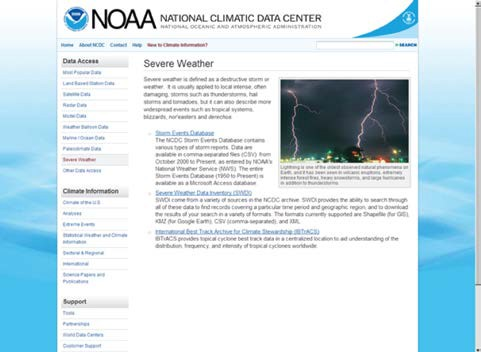 NOAA NATIONAL CLIMATIC DATA CENTER
NATIONAL OCEANIC AND ATMOSPHERIC ADMINISTRATION
Home About NCDC Contact Help New to Climate Information? SEARCH
Data Access
Most Popular Data
Land Based Station Data
Satellite Data
Radar Data
Model Data
Weather Balloon Data
Marine / Ocean Data
Paleoclimate Data
Severe Weather
Other Data Access
Climate Information
Climate of the U.S.
Analyses
Extreme Events
Statistical Weather and Climate
Information
Sectoral & Regional
International
Science Papers and
Publications
Support
Tools
Partnerships
World Data Centers
Customer Support
Severe Weather
Severe weather is defined as a destructive storm or
weather. It is usually applied to local intense, often
damaging, storms such as thunderstorms, hail
storms and tornadoes, but it can also describe more
widespread events such as tropical systems,
blizzards, nor'easters and derechos.
Lightning is one of the oldest observed natural phenomena on
Earth, and it has been seen in volcanic eruptions, extremely
intense forest fires, heavy snowstorms, and large hurricanes
in addition to thunderstorms.
Storm Events Database
The NCDC Storm Events Database contains
various types of storm reports. Data are
available in comma-separated files (CSV) from
October 2006 to Present, as entered by NOAA's
National Weather Service (NWS). The entire
Storm Events Database (1950 to Present) is
available as a Microsoft Access database.
Severe Weather Data Inventory (SWDI)
SWDI come from a variety of sources in the NCDC archive. SWDI provides the ability to search through
all of these data to find records covering a particular time period and geographic region, and to download
the results of your search in a variety of formats. The formats currently supported are Shapefile (for GIS),
KMZ (for Google Earth), CSV (comma-separated), and XML.
International Best Track Archive for Climate Stewardship (IBTrACS)
IBTrACS provides tropical cyclone best track data in a centralized location to aid understanding of the
distribution, frequency, and intensity of tropical cyclones worldwide.